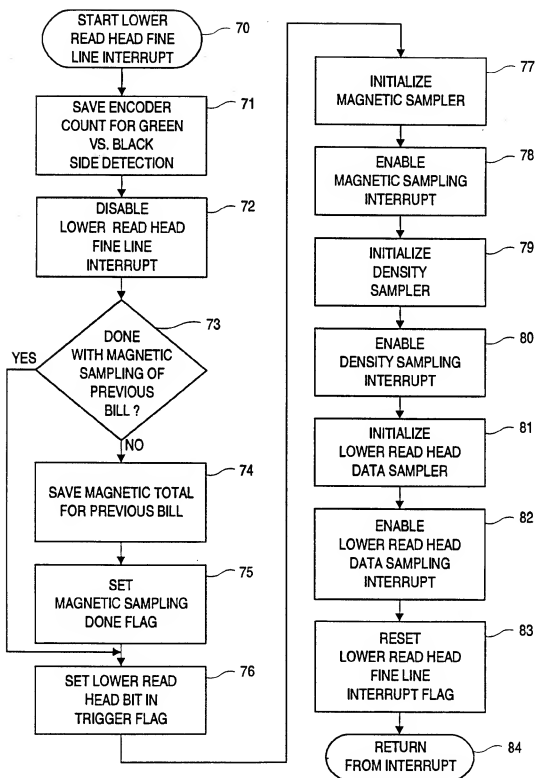 START LOWER
READ HEAD FINE
LINE INTERRUPT
70
SAVE ENCODER
COUNT FOR GREEN
VS. BLACK
SIDE DETECTION
71
DISABLE
LOWER READ HEAD
FINE LINE
INTERRUPT
72
DONE
WITH MAGNETIC
SAMPLING OF
PREVIOUS
BILL ?
73
YES
NO
SAVE MAGNETIC TOTAL
FOR PREVIOUS BILL
74
SET
MAGNETIC SAMPLING
DONE FLAG
75
SET LOWER READ
HEAD BIT IN
TRIGGER FLAG
76
INITIALIZE
MAGNETIC SAMPLER
77
ENABLE
MAGNETIC SAMPLING
INTERRUPT
78
INITIALIZE
DENSITY
SAMPLER
79
ENABLE
DENSITY SAMPLING
INTERRUPT
80
INITIALIZE
LOWER READ HEAD
DATA SAMPLER
81
ENABLE
LOWER READ HEAD
DATA SAMPLING
INTERRUPT
82
RESET
LOWER READ HEAD
FINE LINE
INTERRUPT FLAG
83
RETURN
FROM INTERRUPT
84